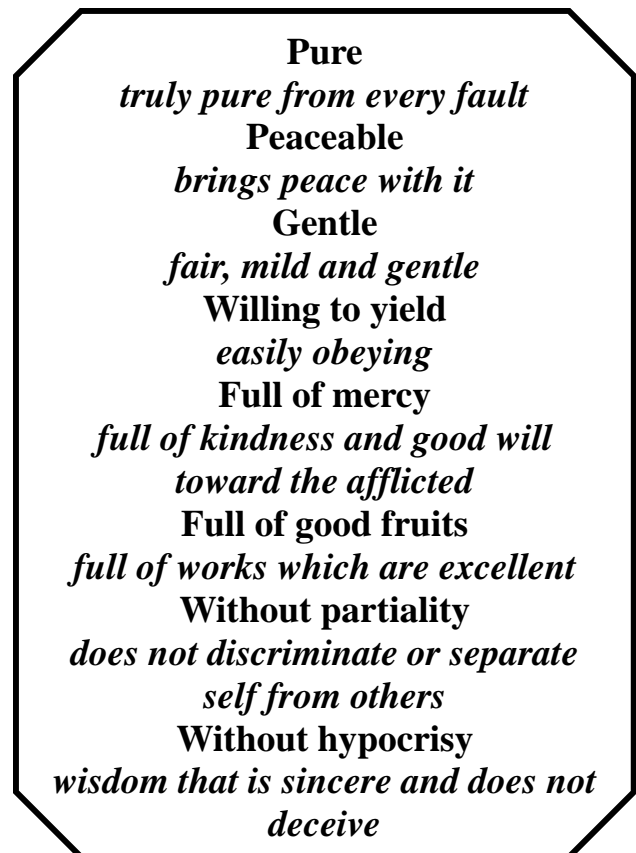 Pure
truly pure from every fault
Peaceable
brings peace with it
Gentle
fair, mild and gentle
Willing to yield
easily obeying
Full of mercy
full of kindness and good will
toward the afflicted
Full of good fruits
full of works which are excellent
Without partiality
does not discriminate or separate
self from others
Without hypocrisy
wisdom that is sincere and does not
deceive